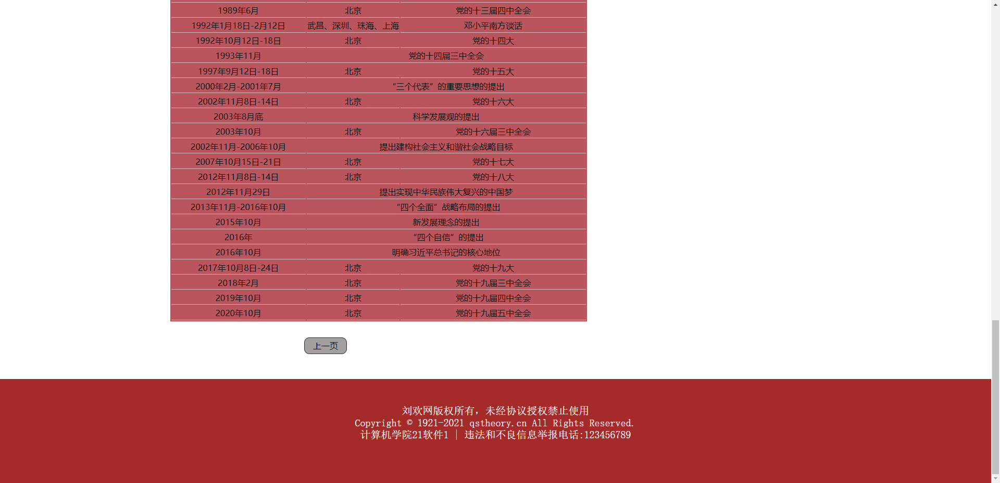 1989年6月 北京 党的十三届四中全会
1992年1月18日-2月12日 武昌、深圳、珠海、上海 邓小平南方谈话
1992年10月12日-18日 北京 党的十四大
1993年11月 党的十四届三中全会
1997年9月12日-18日 北京 党的十五大
2000年2月-2001年7月 “三个代表”的重要思想的提出
2002年11月8日-14日 北京 党的十六大
2003年8月底 科学发展观的提出
2003年10月 北京 党的十六届三中全会
2002年11月-2006年10月 提出建构社会主义和谐社会战略目标
2007年10月15日-21日 北京 党的十七大
2012年11月8日-14日 北京 党的十八大
2012年11月29日 提出实现中华民族伟大复兴的中国梦
2013年11月-2016年10月 “四个全面”战略布局的提出
2015年10月 新发展理念的提出
2016年 “四个自信”的提出
2016年10月 明确习近平总书记的核心地位
2017年10月8日-24日 北京 党的十九大
2018年2月 北京 党的十九届三中全会
2019年10月 北京 党的十九届四中全会
2020年10月 北京 党的十九届五中全会
上一页
刘欢网版权所有，未经协议授权禁止使用
Copyright © 1921-2021 qstheory.cn All Rights Reserved.
计算机学院21软件1 | 违法和不良信息举报电话:123456789